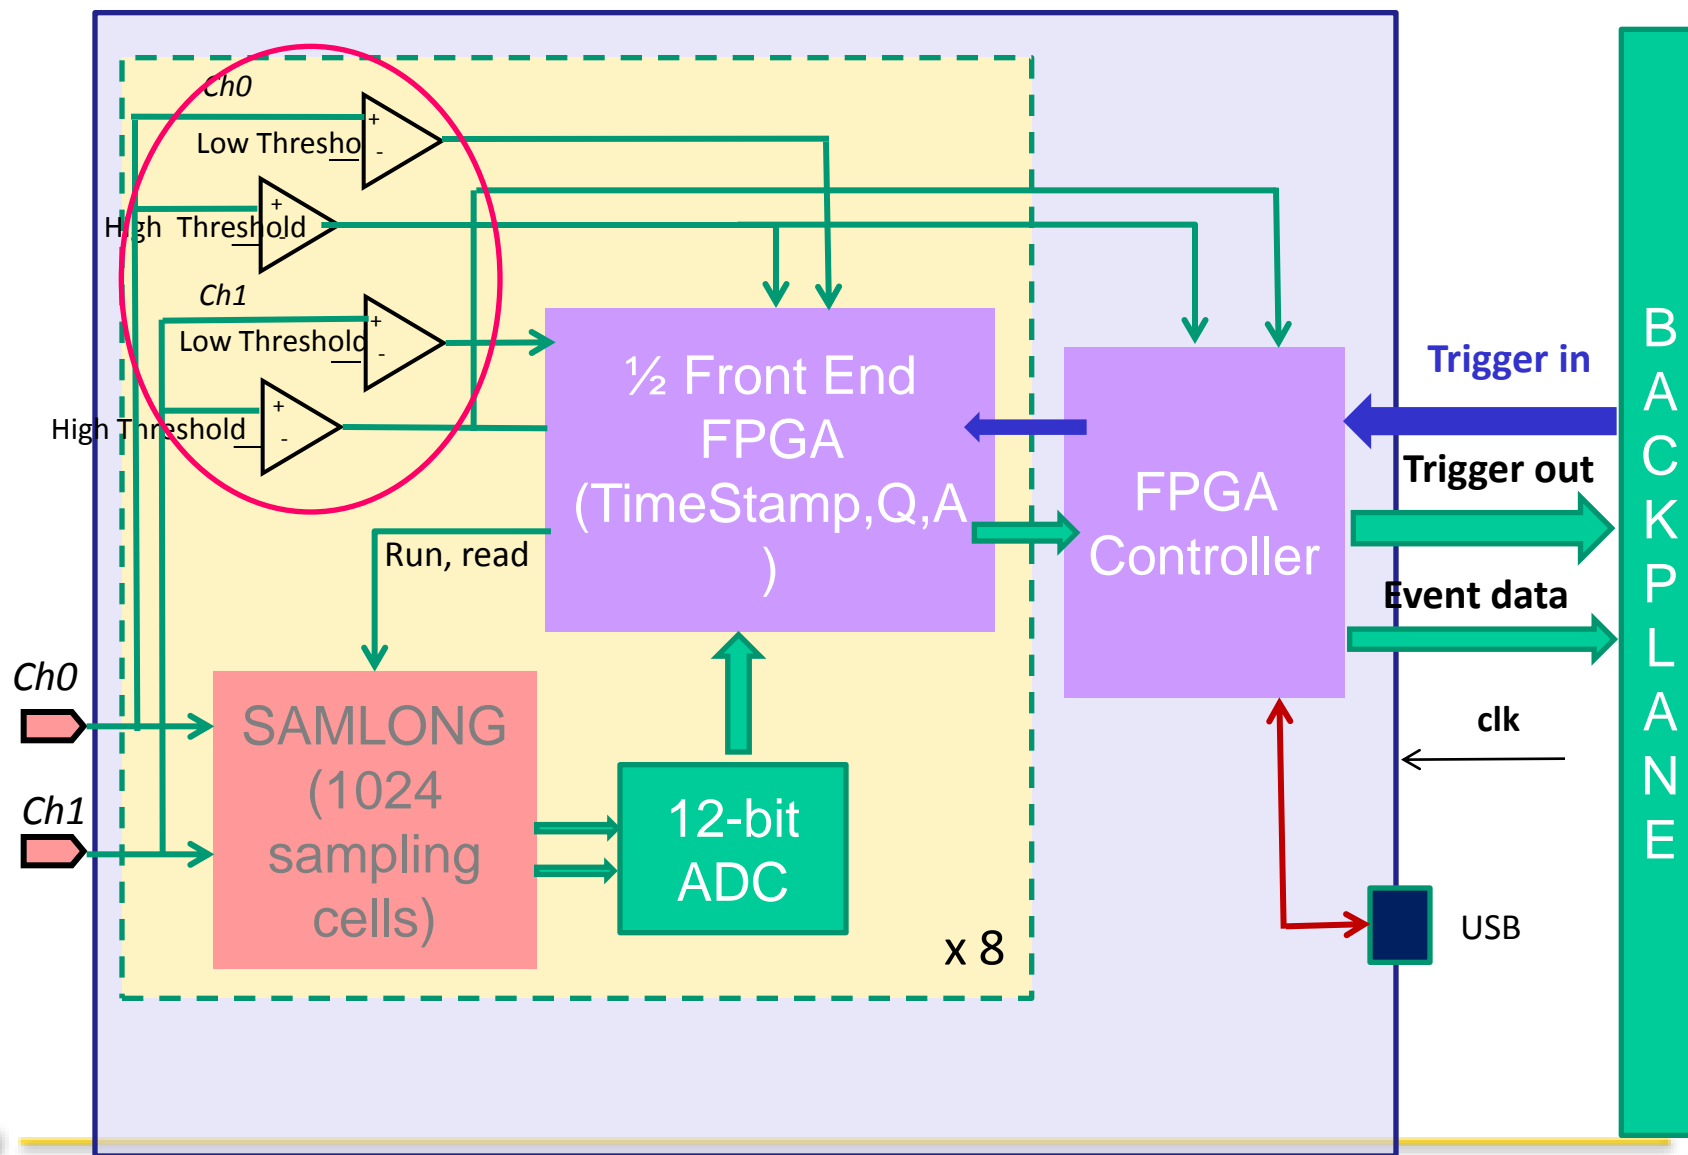 Ch0
+
Low Thresho
-
+
High Threshold
-
Ch1
+
Low Threshold
-
+
High Threshold
-
½ Front End
FPGA
(TimeStamp,Q,A
)
Run, read
FPGA
Controller
Trigger in
Trigger out
Event data
clk
Ch0
Ch1
SAMLONG
(1024
sampling
cells)
12-bit
ADC
x 8
USB
B
A
C
K
P
L
A
N
E